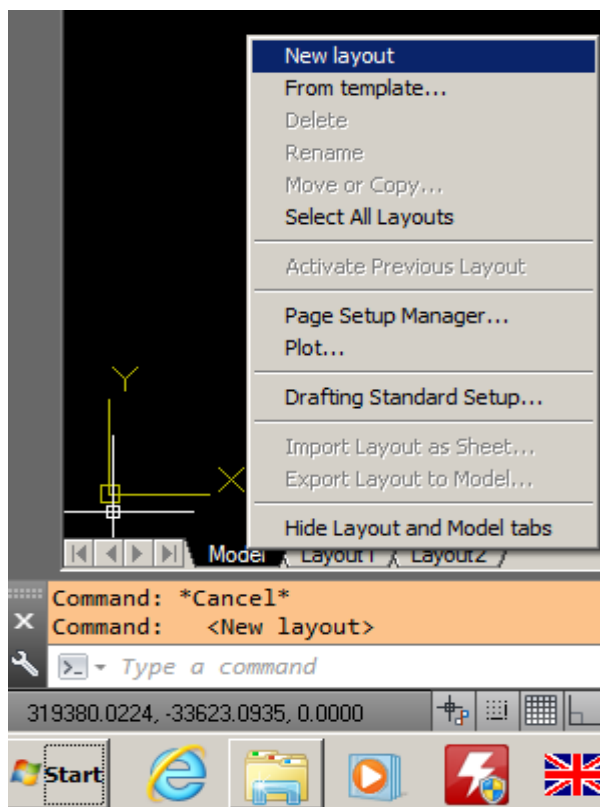 New layout
From template...
Delete
Rename
Move or Copy...
Select All Layouts
Activate Previous Layout
Page Setup Manager...
Plot...
Drafting Standard Setup...
Import Layout as Sheet...
Export Layout to Model...
Hide Layout and Model tabs
Y
X
Model Layout1 Layout2
Command: *Cancel*
Command: <New layout>
Type a command
319380.0224, -33623.0935, 0.0000
Start